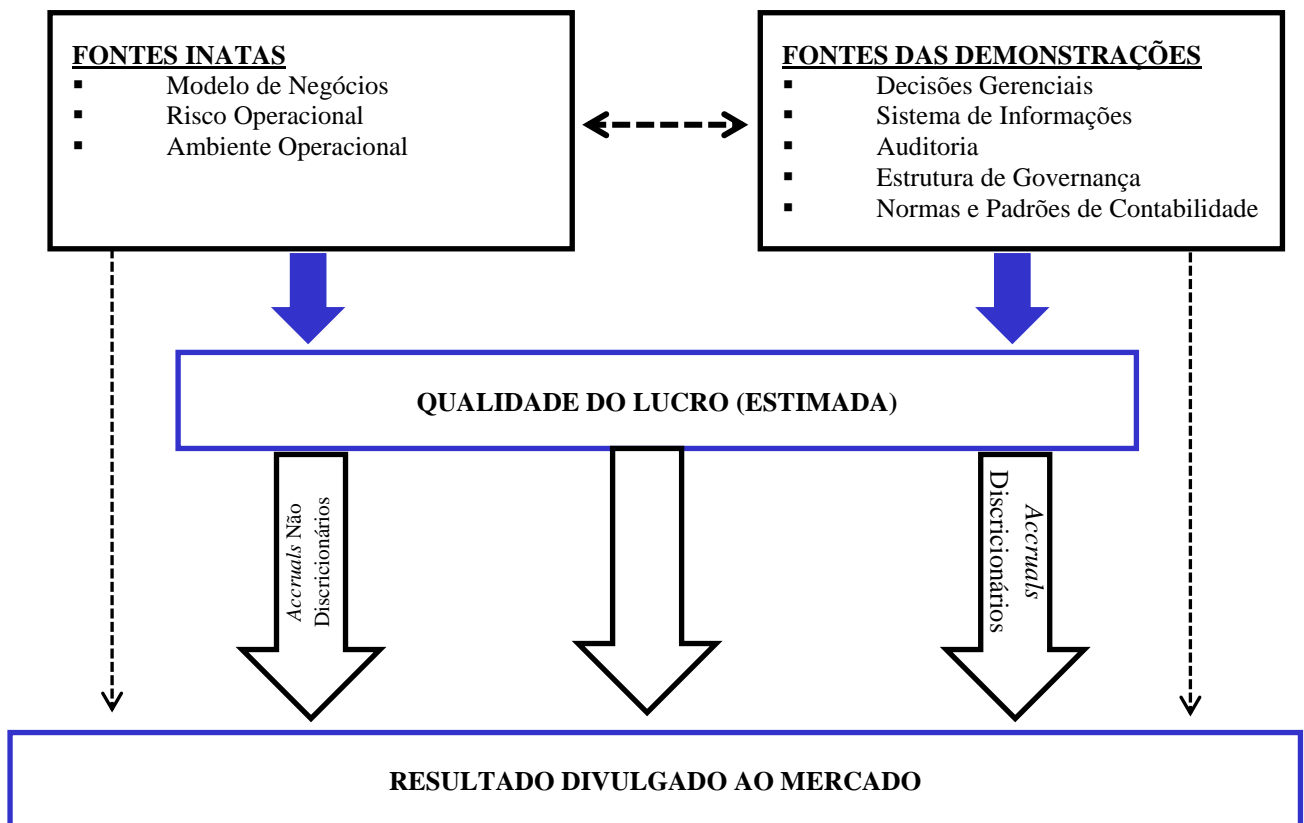 FONTES INATAS
▪ Modelo de Negócios
▪ Risco Operacional
▪ Ambiente Operacional
FONTES DAS DEMONSTRAÇÕES
▪ Decisões Gerenciais
▪ Sistema de Informações
▪ Auditoria
▪ Estrutura de Governança
▪ Normas e Padrões de Contabilidade
QUALIDADE DO LUCRO (ESTIMADA)
Accruals Não
Discricionários
Accruals
Discricionários
RESULTADO DIVULGADO AO MERCADO